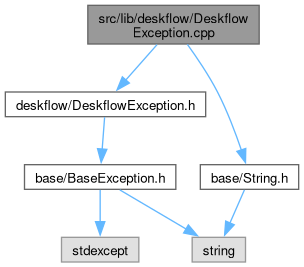 src/lib/deskflow/Deskflow
Exception.cpp
deskflow/DeskflowException.h
base/BaseException.h
base/String.h
stdexcept
string